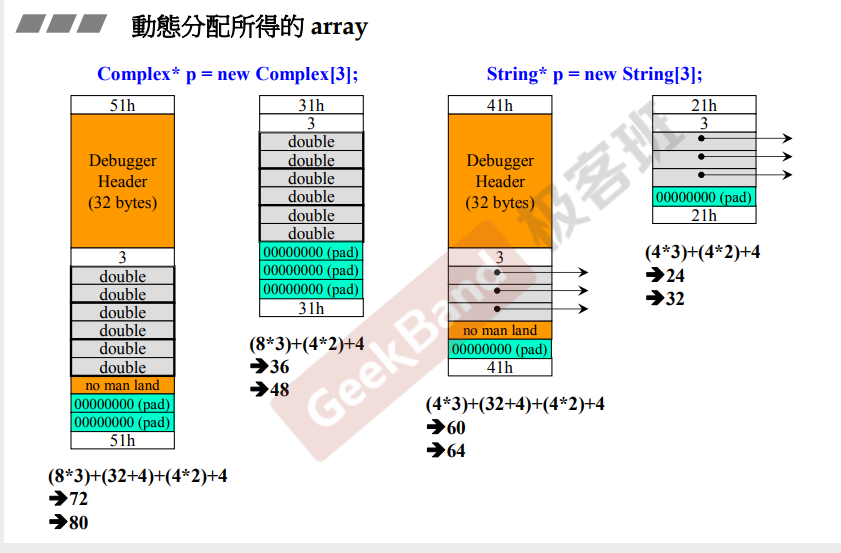 動態分配所得的 array
Complex* p = new Complex[3];
51h
Debugger
Header
(32 bytes)
3
double
double
double
double
double
double
no man land
00000000 (pad)
00000000 (pad)
51h
(8*3)+(32+4)+(4*2)+4
➔72
➔80
31h
3
double
double
double
double
double
double
00000000 (pad)
00000000 (pad)
00000000 (pad)
31h
(8*3)+(4*2)+4
➔36
➔48
String* p = new String[3];
41h
Debugger
Header
(32 bytes)
3
no man land
00000000 (pad)
41h
(4*3)+(32+4)+(4*2)+4
➔60
➔64
21h
3
00000000 (pad)
21h
(4*3)+(4*2)+4
➔24
➔32
GeekBand 极客班